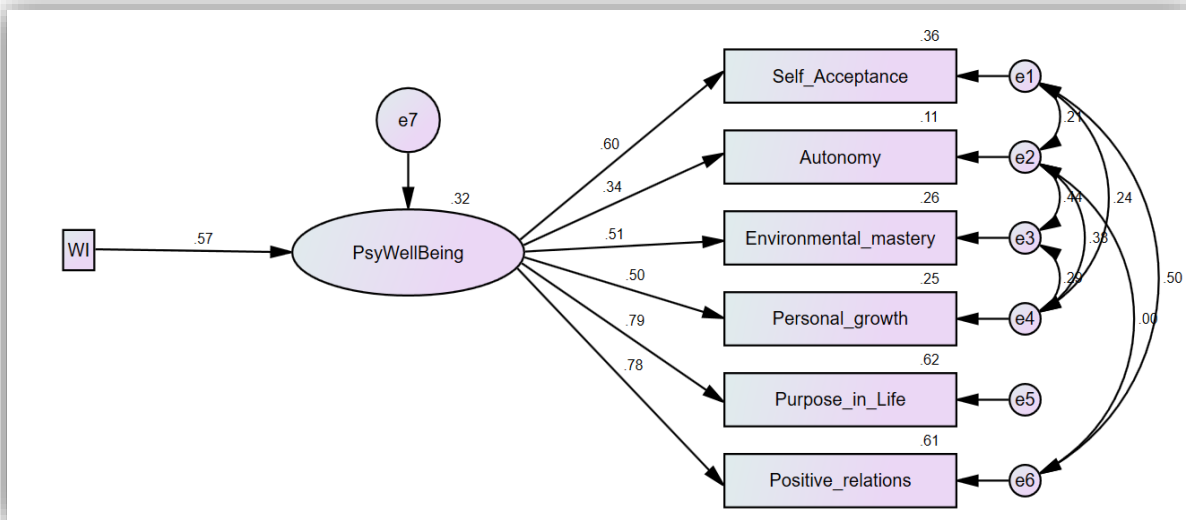 .36
Self_Acceptance
e1
.21
e7
.60
.11
Autonomy
e2
.34
.32
.26
.44
.24
WI
.57
PsyWellBeing
.51
Environmental_mastery
e3
.38
.50
.25
.29
.50
Personal_growth
e4
.00
.79
.62
.78
Purpose_in_Life
e5
.61
Positive_relations
e6